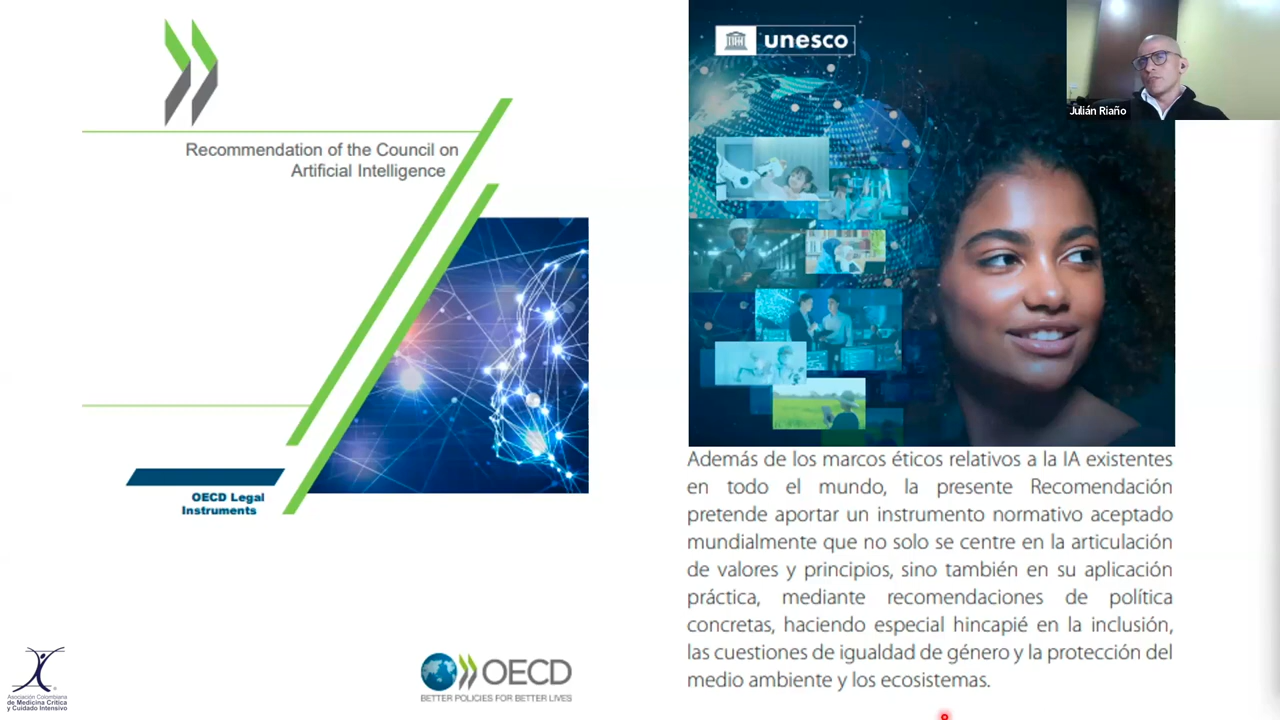 Recommendation of the Council on
Artificial Intelligence
OECD Legal
Instruments
OECD
BETTER POLICIES FOR BETTER LIVES
Asociación Colombiana
de Medicina Crítica
y Cuidado Intensivo
unesco
Julián Riaño
Además de los marcos éticos relativos a la IA existentes
en todo el mundo, la presente Recomendación
pretende aportar un instrumento normativo aceptado
mundialmente que no solo se centre en la articulación
de valores y principios, sino también en su aplicación
práctica, mediante recomendaciones de política
concretas, haciendo especial hincapié en la inclusión,
las cuestiones de igualdad de género y la protección del
medio ambiente y los ecosistemas.